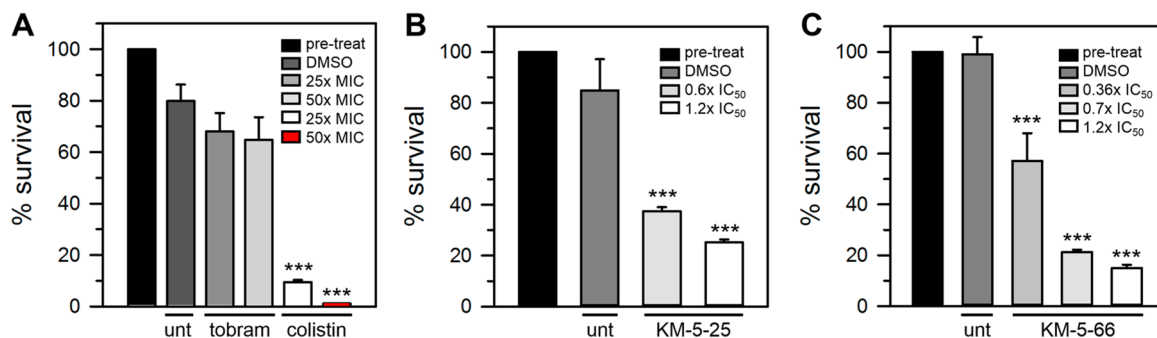 A
% survival
100
80
60
40
20
0
pre-treat
DMSO
25x MIC
50x MIC
25x MIC
50x MIC
***
***
unt
tobram
colistin
B
% survival
100
80
60
40
20
0
pre-treat
DMSO
0.6x IC50
1.2x IC50
***
***
unt
KM-5-25
C
% survival
100
80
60
40
20
0
pre-treat
DMSO
0.36x IC50
0.7x IC50
1.2x IC50
***
***
***
unt
KM-5-66